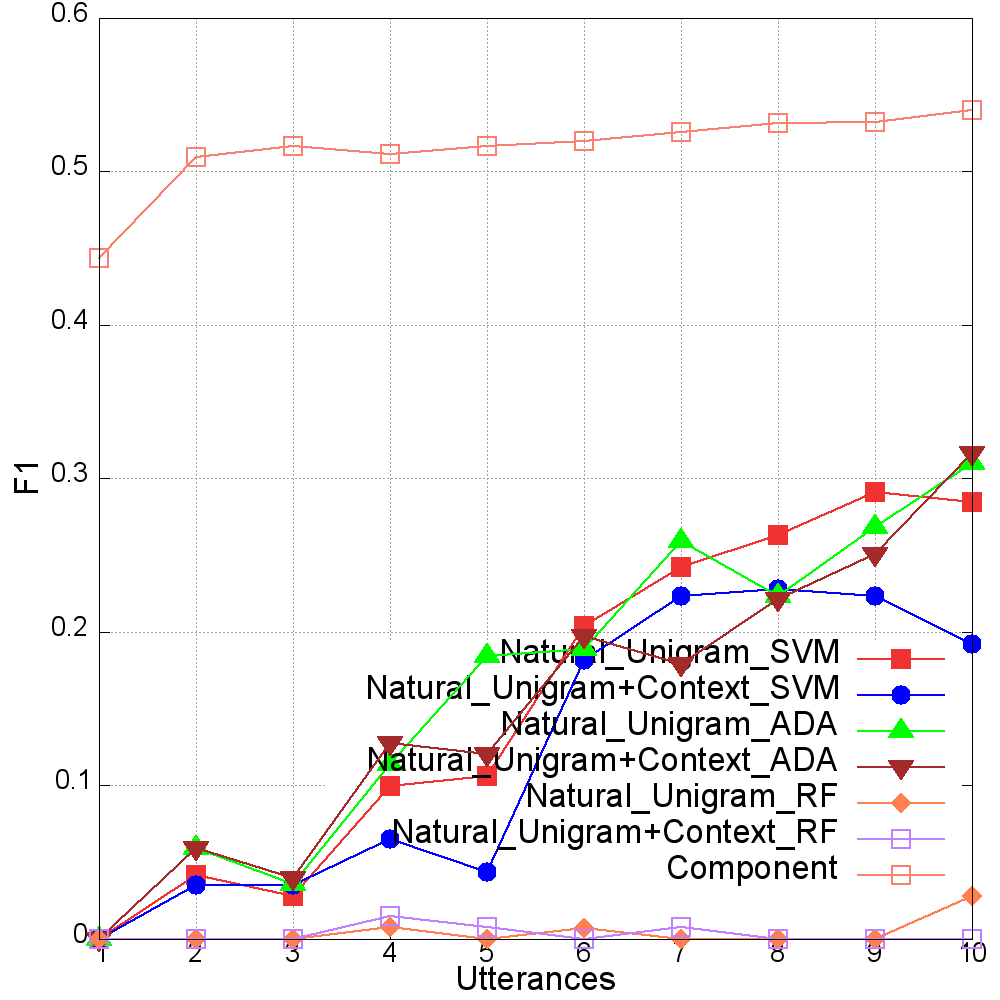 0.6
0.5
0.4
0.3
0.2
0.1
0
F1
Natural_Unigram_SVM
Natural_Unigram+Context_SVM
Natural_Unigram_ADA
Natural_Unigram+Context_ADA
Natural_Unigram_RF
Natural_Unigram+Context_RF
Component
1 2 3 4 5 6 7 8 9 10
Utterances